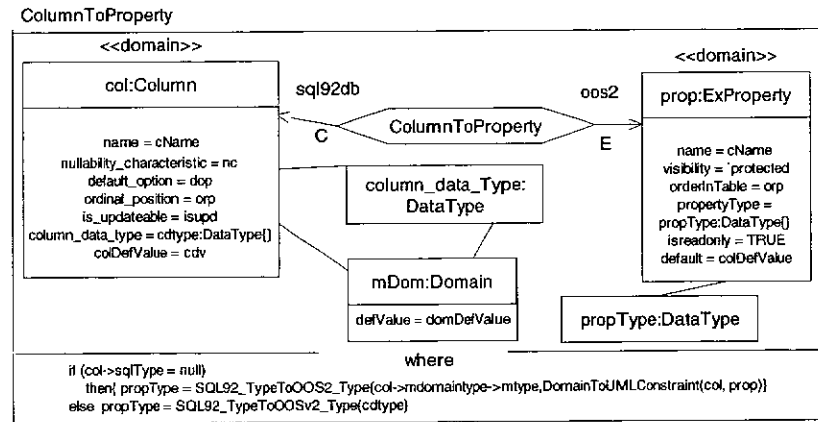 ColumnToProperty
<<domain>>
col:Column
name = cName
nullability_characteristic = nc
default_option = dop
ordinal_position = orp
is_updateable = isupd
column_data_type = cdtype:DataType{}
colDefValue = cdv
sql92db
oos2
C
ColumnToProperty
E
column_data_Type:
DataType
mDom:Domain
defValue = domDefValue
<<domain>>
prop:ExProperty
name = cName
visibility = `protected
orderInTable = orp
propertyType =
propType:DataType{}
isreadonly = TRUE
default = colDefValue
propType:DataType
where
if (col->sqlType = null)
then{ propType = SQL92_TypeToOOS2_Type(col->mdomaintype->mtype,DomainToUMLConstraint(col, prop)}
else propType = SQL92_TypeToOOSv2_Type(cdtype}